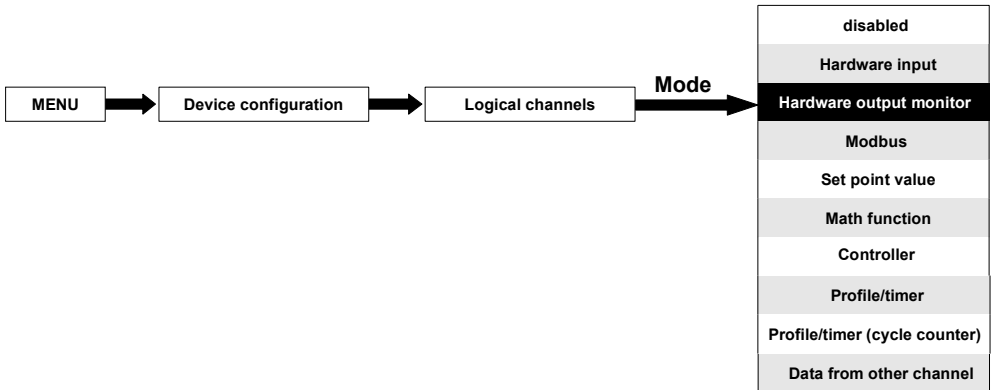 MENU
Device configuration
Logical channels
Mode
disabled
Hardware input
Hardware output monitor
Modbus
Set point value
Math function
Controller
Profile/timer
Profile/timer (cycle counter)
Data from other channel